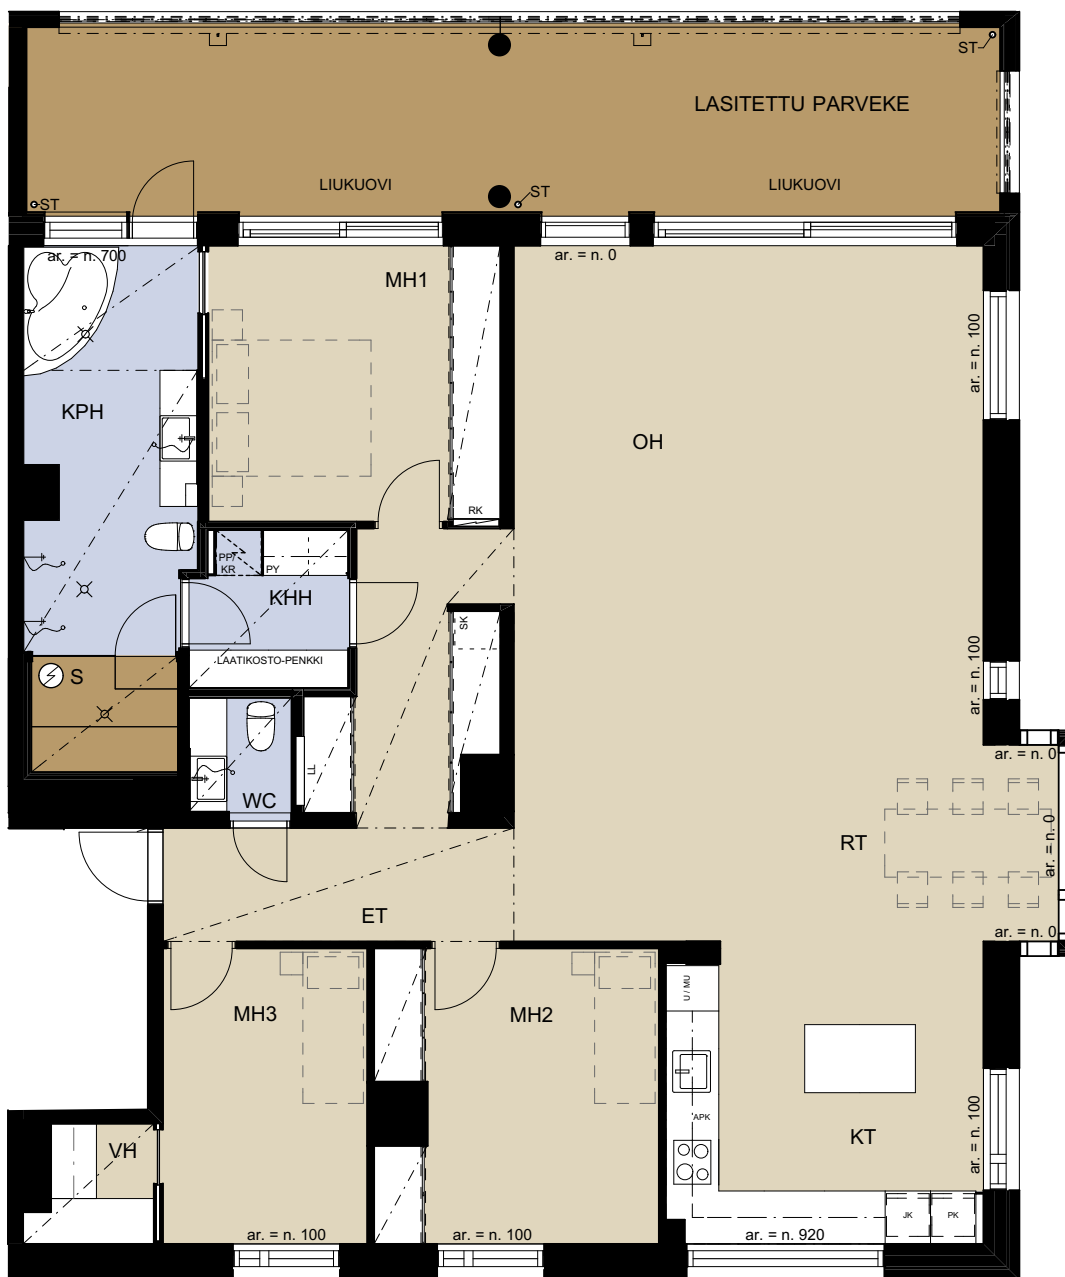 ST
LASITETTU PARVEKE
LIUKUOVI
LIUKUOVI
ST
ST
ar. = n. 700
ar. = n. 0
MH1
ar. = n. 100
KPH
OH
RK
PP/
KR
PY
KHH
SK
LAATIKOSTO-PENKKI
S
ar. = n. 100
LL
WC
ar. = n. 0
RT
ar. = n. 0
ET
ar. = n. 0
U / MU
MH3
MH2
APK
KT
ar. = n. 100
VH
JK
PK
ar. = n. 100
ar. = n. 100
ar. = n. 920